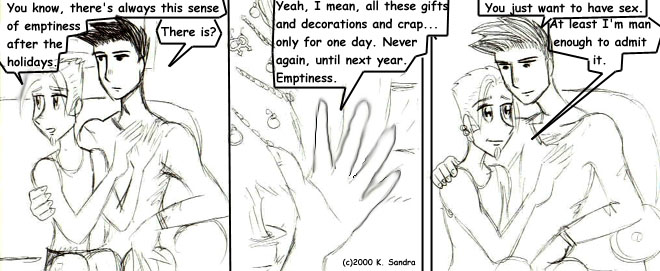 You know, there's always this sense
of emptiness
after the
holidays.
There is?
Yeah, I mean, all these gifts
and decorations and crap...
only for one day. Never
again, until next year.
Emptiness.
(c)2000 K. Sandra
You just want to have sex.
At least I'm man
enough to admit
it.